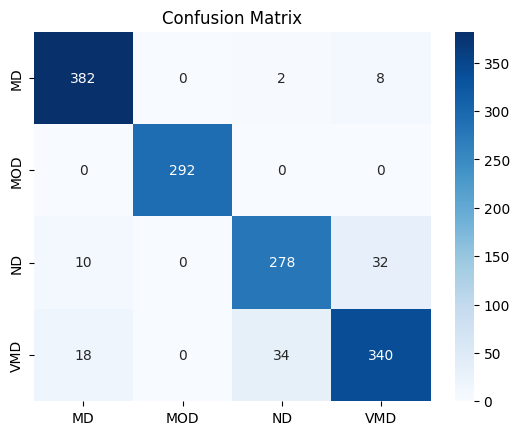 Confusion Matrix
MD 382 0 2 8
MOD 0 292 0 0
ND 10 0 278 32
VMD 18 0 34 340
MD MOD ND VMD
350
300
250
200
150
100
50
0